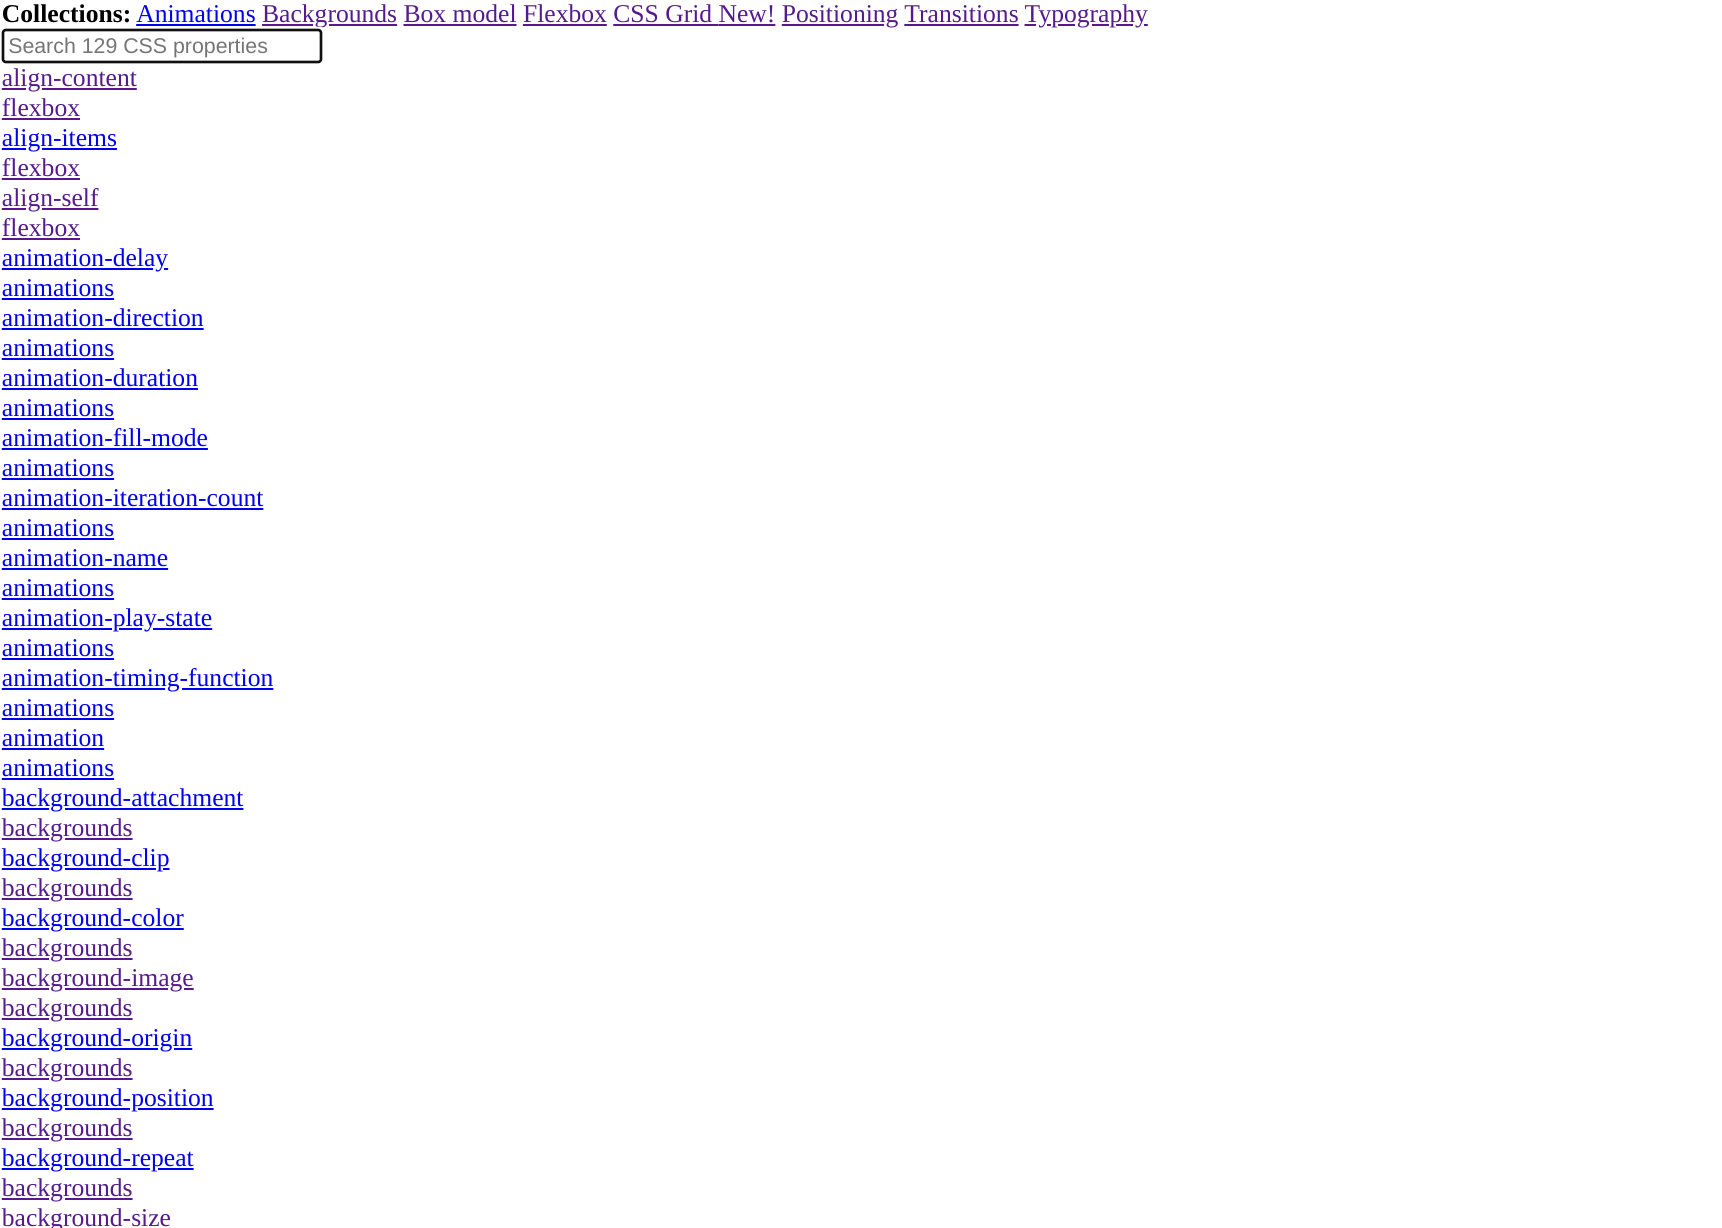 Collections: Animations Backgrounds Box model Flexbox CSS Grid New! Positioning Transitions Typography
Search 129 CSS properties
align-content
flexbox
align-items
flexbox
align-self
flexbox
animation-delay
animations
animation-direction
animations
animation-duration
animations
animation-fill-mode
animations
animation-iteration-count
animations
animation-name
animations
animation-play-state
animations
animation-timing-function
animations
animation
animations
background-attachment
backgrounds
background-clip
backgrounds
background-color
backgrounds
background-image
backgrounds
background-origin
backgrounds
background-position
backgrounds
background-repeat
backgrounds
background-size